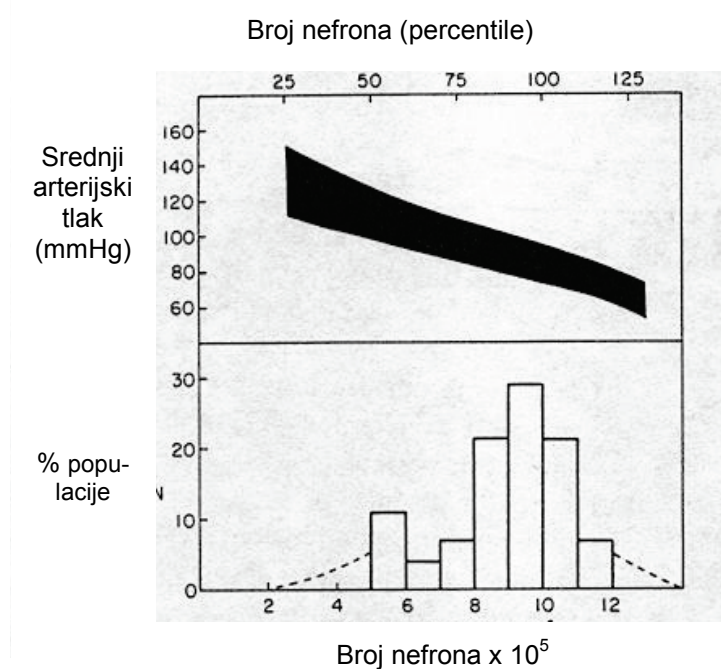 Broj nefrona (percentile)
25 50 75 100 125
Srednji
arterijski
tlak
(mmHg)
160
140
120
100
80
60
% popu-
lacije
30
20
10
0
2 4 6 8 10 12
Broj nefrona x 10⁵